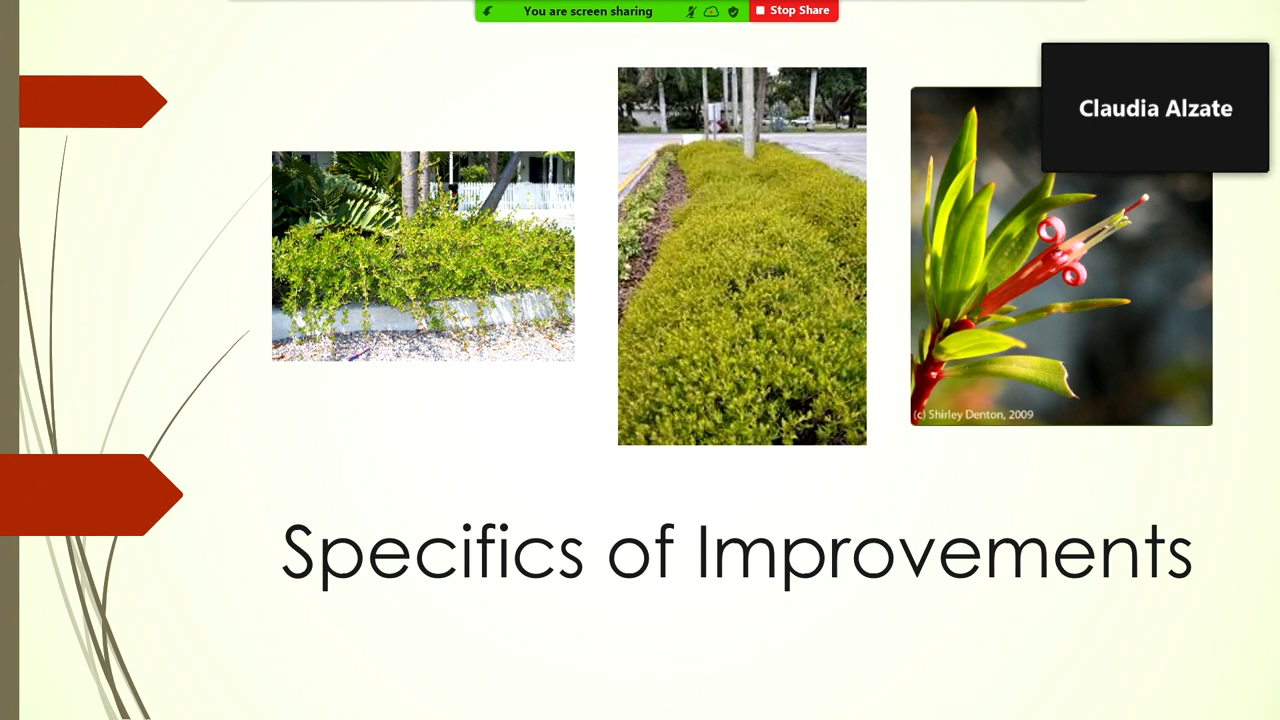 You are screen sharing
Stop Share
Claudia Alzate
(c) Shirley Denton, 2009
Specifics of Improvements